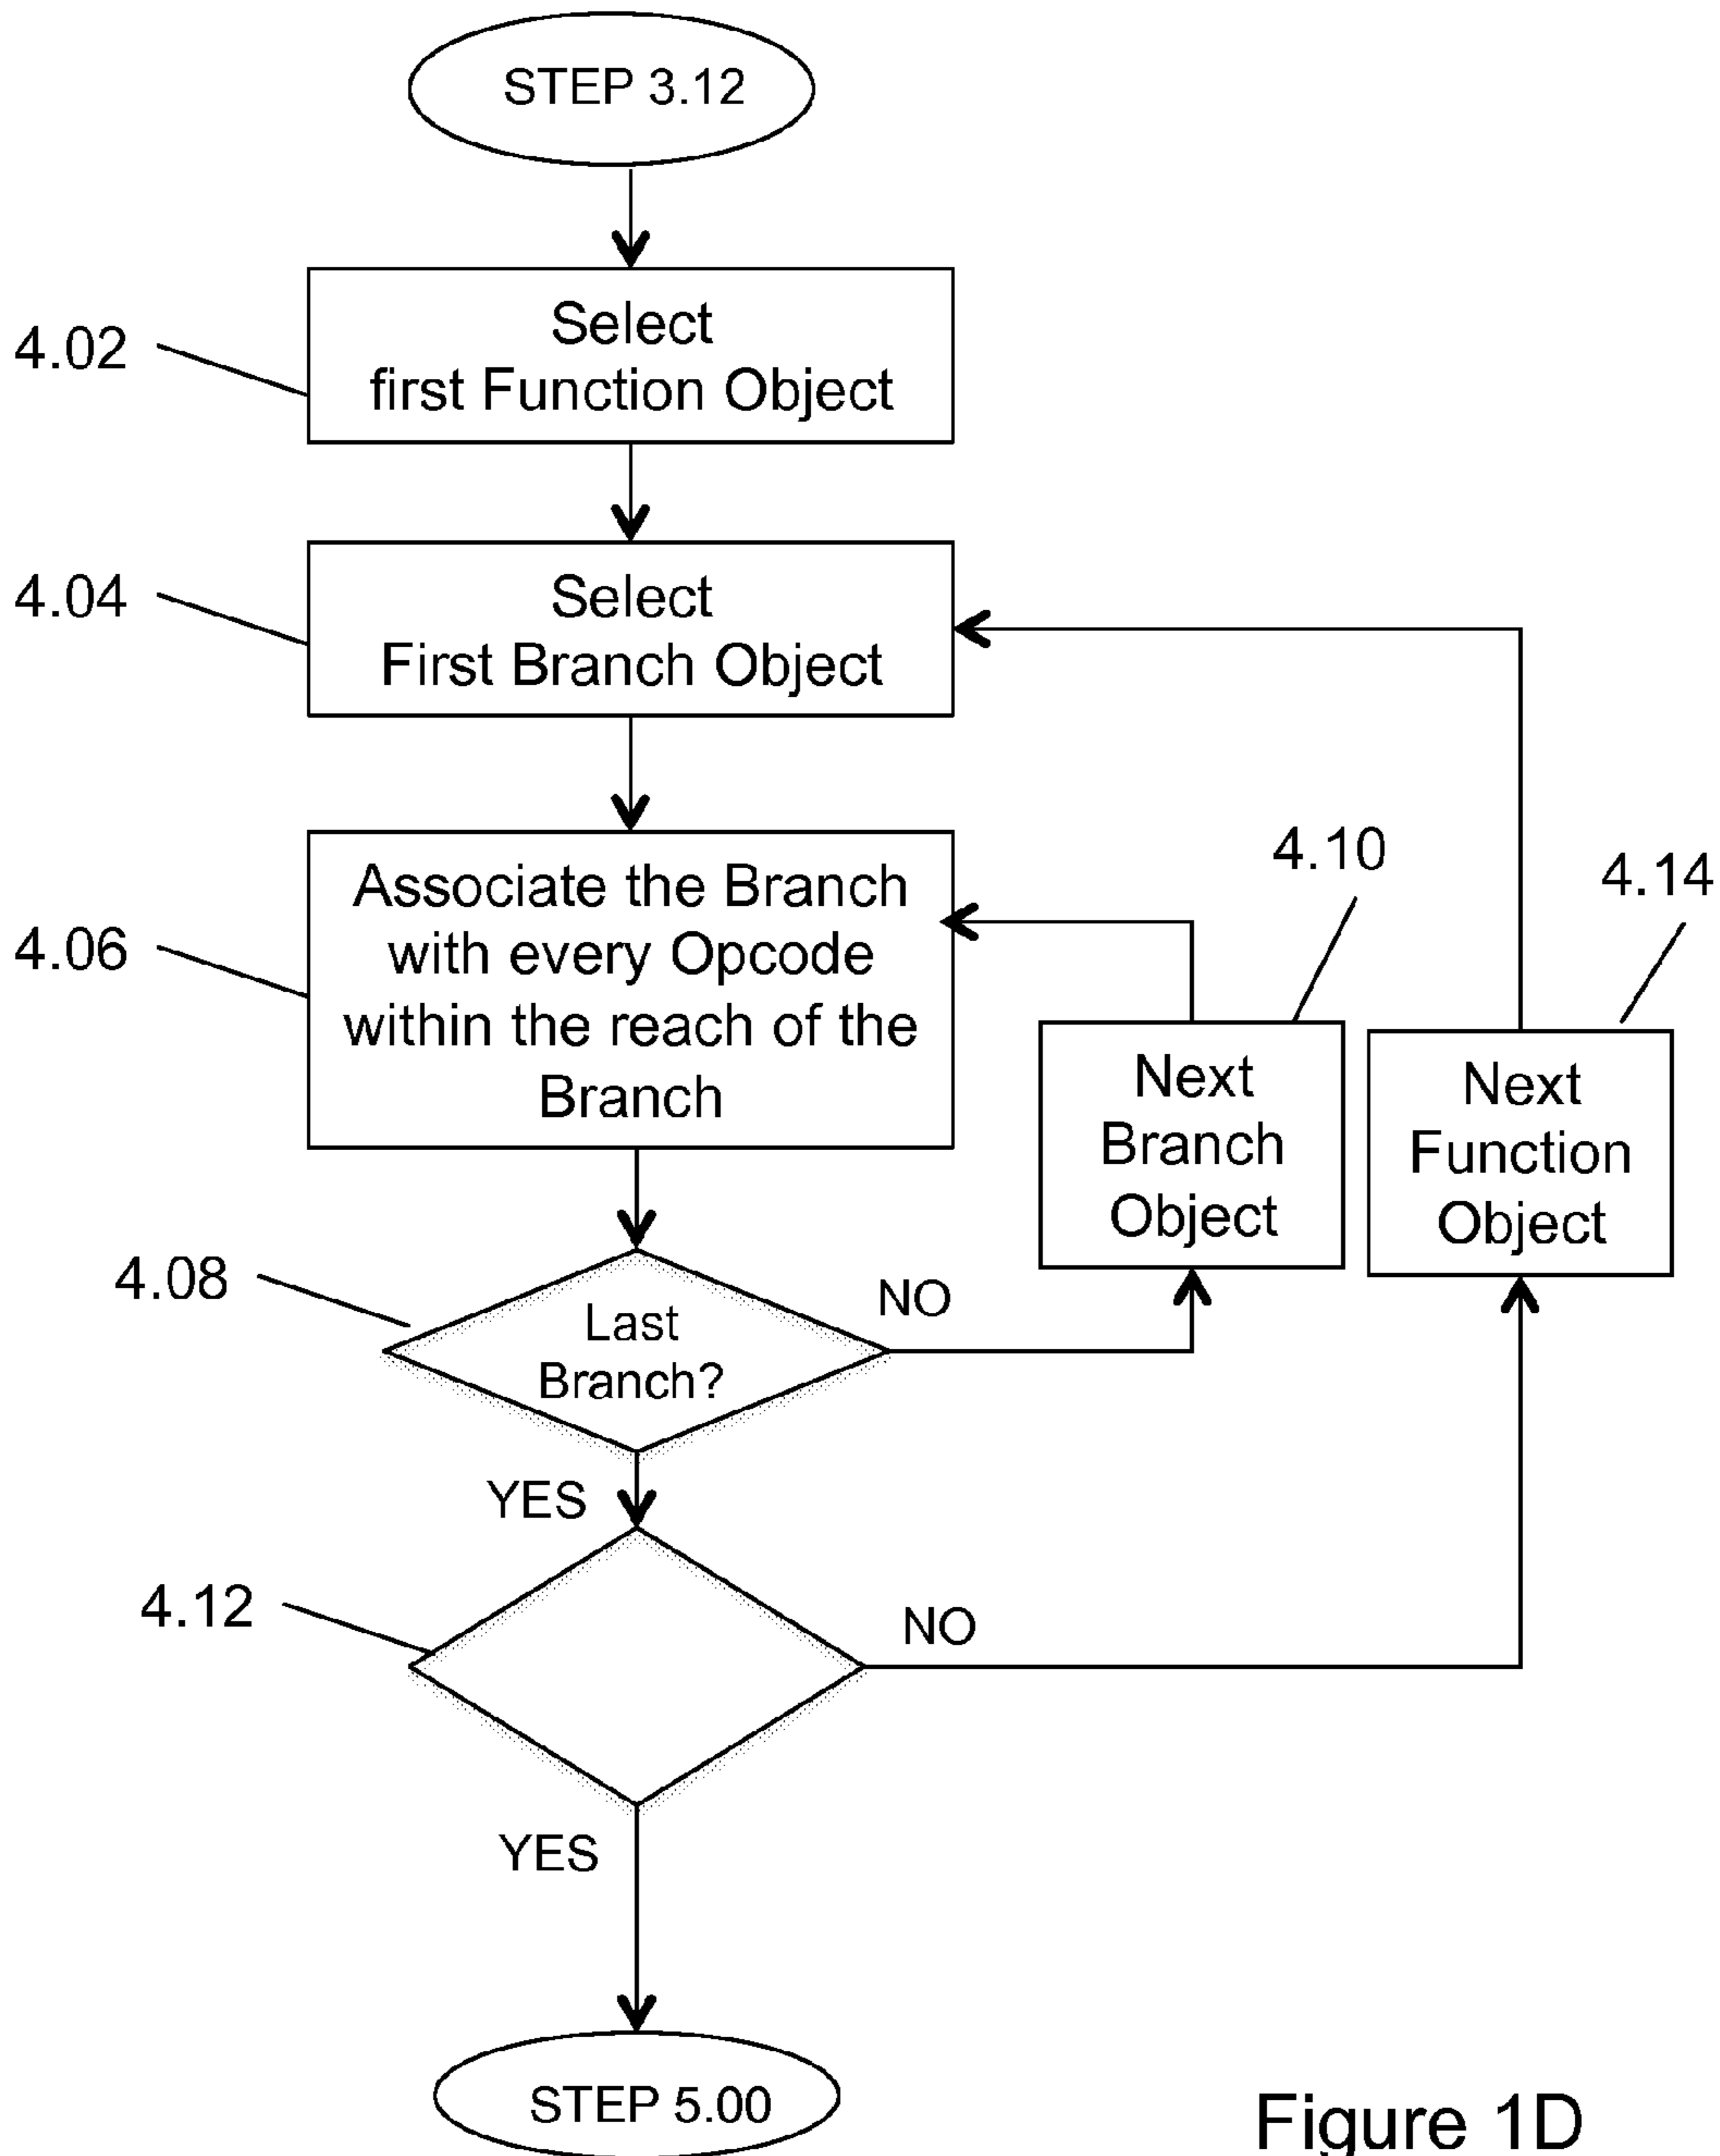 STEP 3.12
4.02
Select
first Function Object
4.04
Select
First Branch Object
4.06
Associate the Branch
with every Opcode
within the reach of the
Branch
4.10
Next
Branch
Object
4.14
Next
Function
Object
4.08
Last
Branch?
NO
YES
4.12
NO
YES
STEP 5.00
Figure 1D